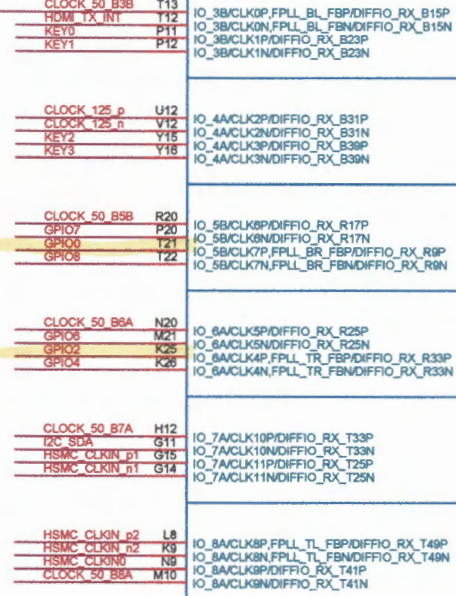 CLOCK_50_B3B T13 IO_3B/CLK0P,FPLL_BL_FBP/DIFFIO_RX_B15P
HDMI_TX_INT T12 IO_3B/CLK0N,FPLL_BL_FBN/DIFFIO_RX_B15N
KEY0 P11 IO_3B/CLK1P/DIFFIO_RX_B23P
KEY1 P12 IO_3B/CLK1N/DIFFIO_RX_B23N
CLOCK_125_p U12 IO_4A/CLK2P/DIFFIO_RX_B31P
CLOCK_125_n V12 IO_4A/CLK2N/DIFFIO_RX_B31N
KEY2 Y15 IO_4A/CLK3P/DIFFIO_RX_B39P
KEY3 Y16 IO_4A/CLK3N/DIFFIO_RX_B39N
CLOCK_50_B5B R20 IO_5B/CLK6P/DIFFIO_RX_R17P
GPIO7 P20 IO_5B/CLK6N/DIFFIO_RX_R17N
GPIO0 T21 IO_5B/CLK7P,FPLL_BR_FBP/DIFFIO_RX_R9P
GPIO8 T22 IO_5B/CLK7N,FPLL_BR_FBN/DIFFIO_RX_R9N
CLOCK_50_B6A N20 IO_6A/CLK5P/DIFFIO_RX_R25P
GPIO6 M21 IO_6A/CLK5N/DIFFIO_RX_R25N
GPIO2 K25 IO_6A/CLK4P,FPLL_TR_FBP/DIFFIO_RX_R33P
GPIO4 K26 IO_6A/CLK4N,FPLL_TR_FBN/DIFFIO_RX_R33N
CLOCK_50_B7A H12 IO_7A/CLK10P/DIFFIO_RX_T33P
I2C_SDA G11 IO_7A/CLK10N/DIFFIO_RX_T33N
HSMC_CLKIN_p1 G15 IO_7A/CLK11P/DIFFIO_RX_T25P
HSMC_CLKIN_n1 G14 IO_7A/CLK11N/DIFFIO_RX_T25N
HSMC_CLKIN_p2 L8 IO_8A/CLK8P,FPLL_TL_FBP/DIFFIO_RX_T49P
HSMC_CLKIN_n2 K9 IO_8A/CLK8N,FPLL_TL_FBN/DIFFIO_RX_T49N
HSMC_CLKIN0 N9 IO_8A/CLK9P/DIFFIO_RX_T41P
CLOCK_50_B8A M10 IO_8A/CLK9N/DIFFIO_RX_T41N